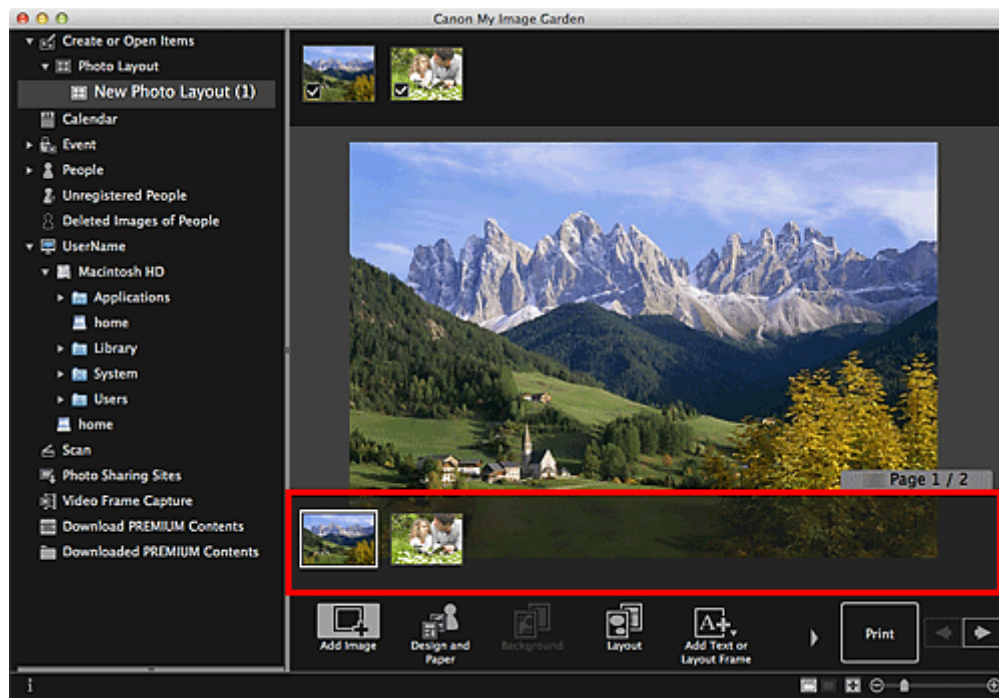 Canon My Image Garden
Create or Open Items
Photo Layout
New Photo Layout (1)
Calendar
Event
People
Unregistered People
Deleted Images of People
UserName
Macintosh HD
Applications
home
Library
System
Users
home
Scan
Photo Sharing Sites
Video Frame Capture
Download PREMIUM Contents
Downloaded PREMIUM Contents
Page 1 / 2
Add Image
Design and
Paper
Background
Layout
Add Text or
Layout Frame
Print